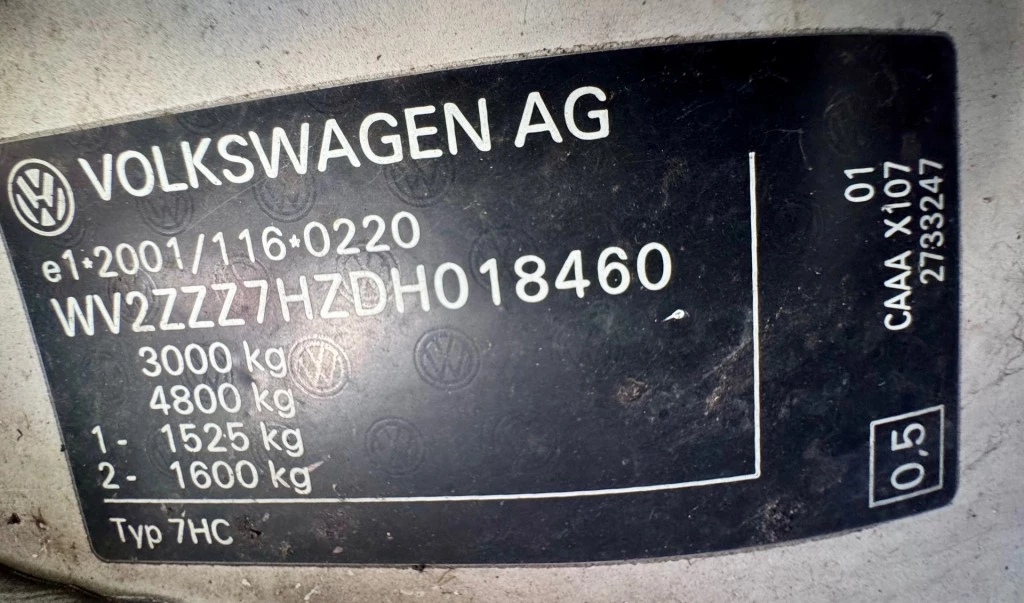 VOLKSWAGEN AG
e1*2001/116*0220
WV2ZZZ7HZDH018460
3000 kg
4800 kg
1- 1525 kg
2- 1600 kg
Typ 7HC
01
CAAA X107
2733247
0,5